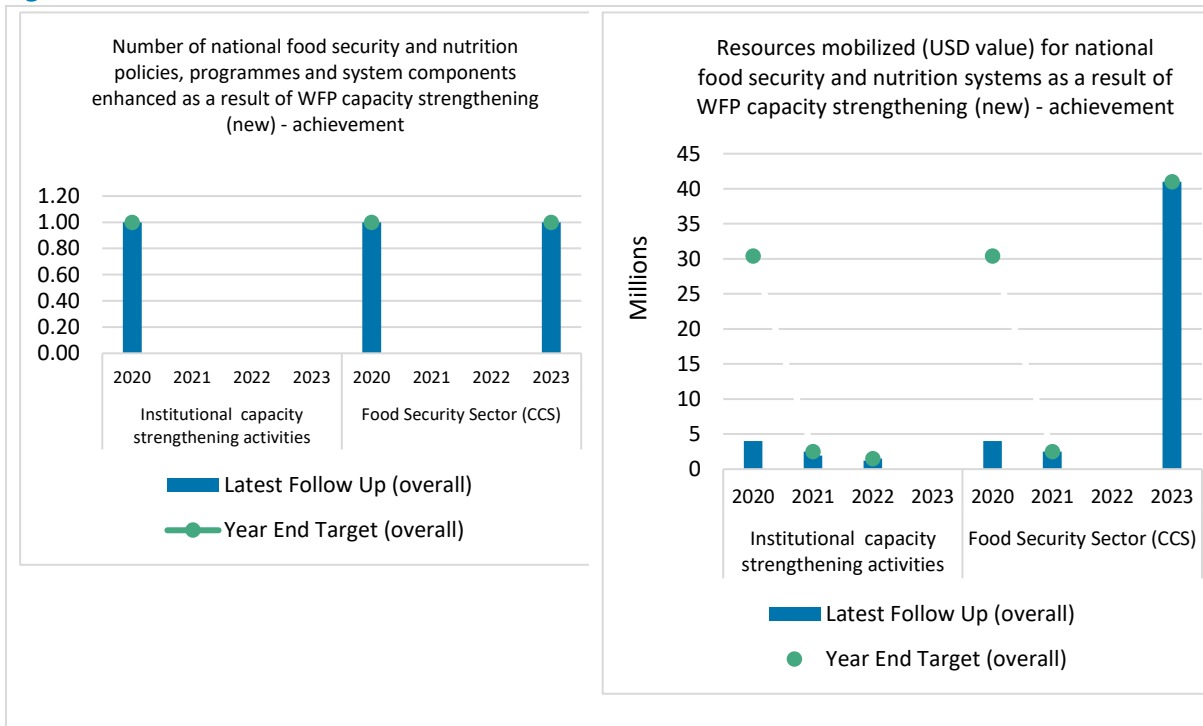 Number of national food security and nutrition
policies, programmes and system components
enhanced as a result of WFP capacity strengthening
(new) - achievement
1.20
1.00
0.80
0.60
0.40
0.20
0.00
2020 2021 2022 2023 2020 2021 2022 2023
Institutional capacity
strengthening activities
Food Security Sector (CCS)
Latest Follow Up (overall)
Year End Target (overall)
Resources mobilized (USD value) for national
food security and nutrition systems as a result of
WFP capacity strengthening (new) - achievement
Millions
45
40
35
30
25
20
15
10
5
0
2020 2021 2022 2023 2020 2021 2022 2023
Institutional capacity
strengthening activities
Food Security Sector (CCS)
Latest Follow Up (overall)
Year End Target (overall)